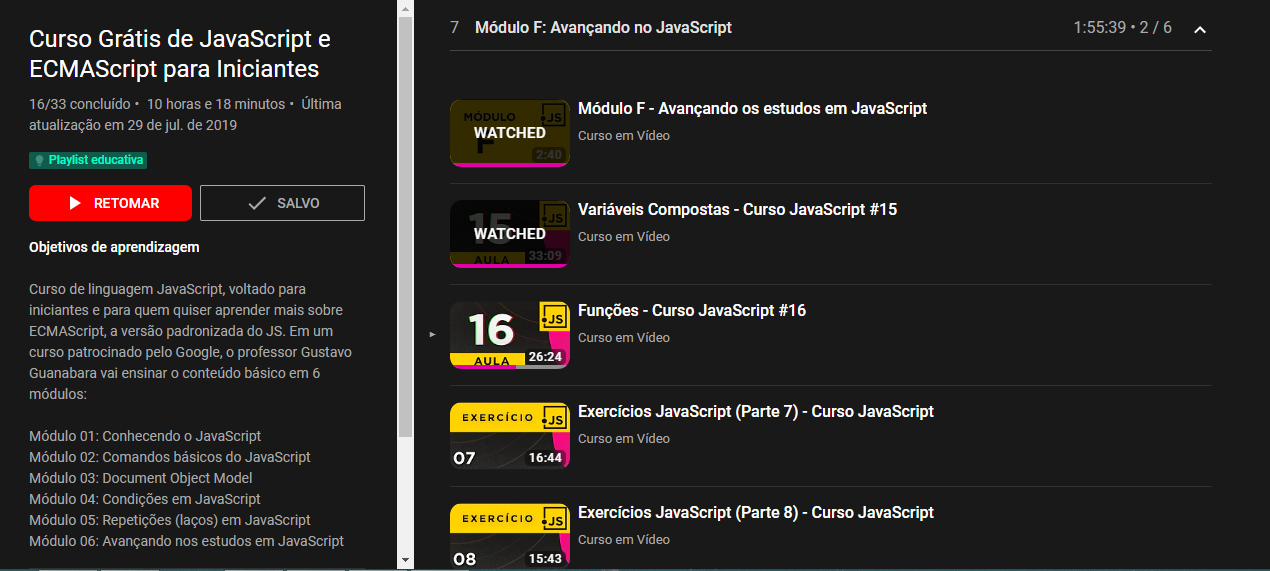 Curso Grátis de JavaScript e
ECMAScript para Iniciantes
16/33 concluído • 10 horas e 18 minutos • Última
atualização em 29 de jul. de 2019
Playlist educativa
RETOMAR
SALVO
Objetivos de aprendizagem
Curso de linguagem JavaScript, voltado para
iniciantes e para quem quiser aprender mais sobre
ECMAScript, a versão padronizada do JS. Em um
curso patrocinado pelo Google, o professor Gustavo
Guanabara vai ensinar o conteúdo básico em 6
módulos:
Módulo 01: Conhecendo o JavaScript
Módulo 02: Comandos básicos do JavaScript
Módulo 03: Document Object Model
Módulo 04: Condições em JavaScript
Módulo 05: Repetições (laços) em JavaScript
Módulo 06: Avançando nos estudos em JavaScript
7 Módulo F: Avançando no JavaScript 1:55:39 • 2 / 6
MÓDULO JS
WATCHED
F
2:40
Módulo F - Avançando os estudos em JavaScript
Curso em Vídeo
15 JS
WATCHED
AULA 33:09
Variáveis Compostas - Curso JavaScript #15
Curso em Vídeo
16 JS
AULA 26:24
Funções - Curso JavaScript #16
Curso em Vídeo
EXERCÍCIO JS
07 16:44
Exercícios JavaScript (Parte 7) - Curso JavaScript
Curso em Vídeo
EXERCÍCIO JS
08 15:43
Exercícios JavaScript (Parte 8) - Curso JavaScript
Curso em Vídeo